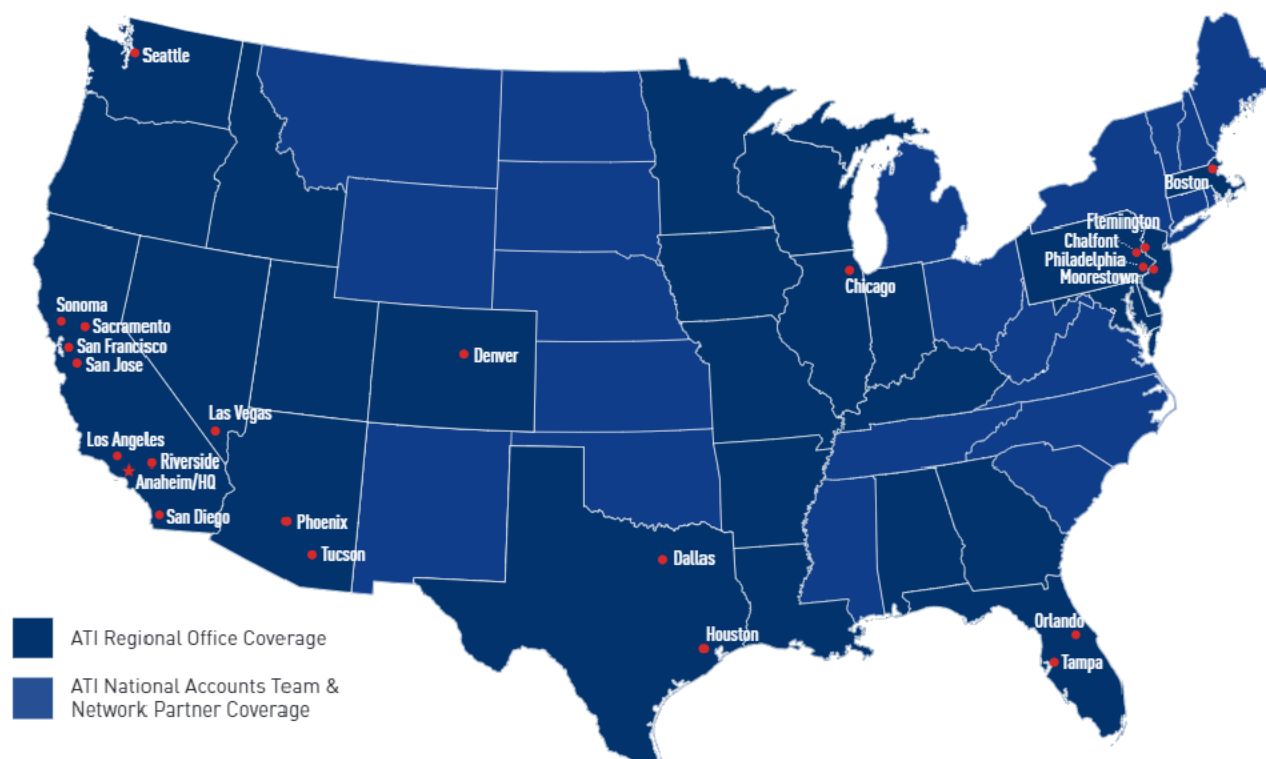 Seattle
Boston
Flemington
Chalfont
Philadelphia
Moorestown
Chicago
Sonoma
Sacramento
San Francisco
San Jose
Denver
Las Vegas
Los Angeles
Riverside
Anaheim/HQ
San Diego
Phoenix
Tucson
Dallas
Houston
Orlando
Tampa
ATI Regional Office Coverage
ATI National Accounts Team &
Network Partner Coverage